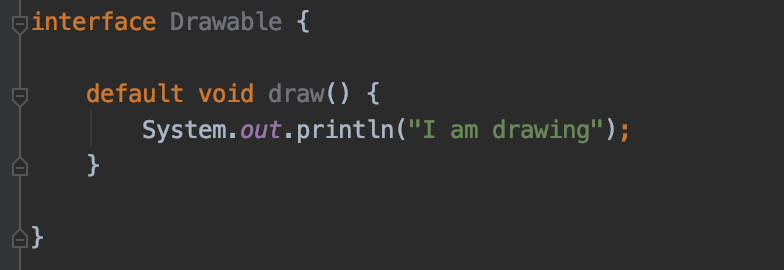 interface Drawable {
    default void draw() {
        System.out.println("I am drawing");
    }
}